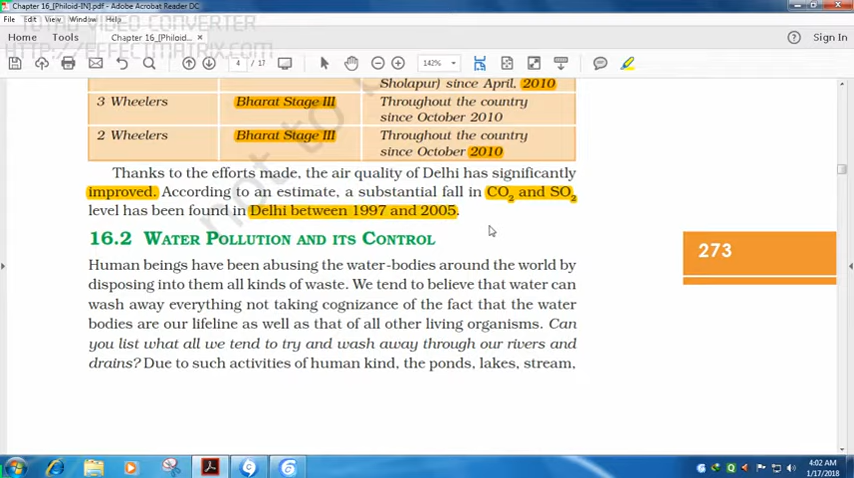 Chapter 16_[Philoid-IN].pdf - Adobe Acrobat Reader DC
File Edit View Window Help
TOTAL VIDEO CONVERTER
HTTP://EFFECTMATRIX.COM
Home Tools Chapter 16_[Philoid... × Sign In
4 / 17 142%
Sholapur) since April, 2010
3 Wheelers Bharat Stage III Throughout the country
since October 2010
2 Wheelers Bharat Stage III Throughout the country
since October 2010
not to b
Thanks to the efforts made, the air quality of Delhi has significantly
improved. According to an estimate, a substantial fall in CO₂ and SO₂
level has been found in Delhi between 1997 and 2005.
16.2 WATER POLLUTION AND ITS CONTROL
273
Human beings have been abusing the water-bodies around the world by
disposing into them all kinds of waste. We tend to believe that water can
wash away everything not taking cognizance of the fact that the water
bodies are our lifeline as well as that of all other living organisms. Can
you list what all we tend to try and wash away through our rivers and
drains? Due to such activities of human kind, the ponds, lakes, stream,
4:02 AM
1/17/2018